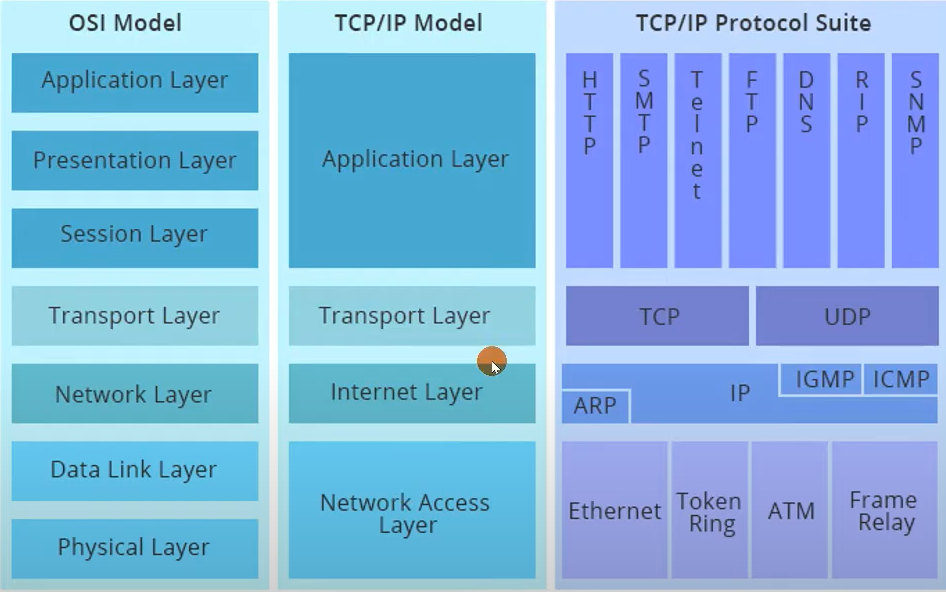 OSI Model
Application Layer
Presentation Layer
Session Layer
Transport Layer
Network Layer
Data Link Layer
Physical Layer
TCP/IP Model
Application Layer
Transport Layer
Internet Layer
Network Access
Layer
TCP/IP Protocol Suite
HTTP
SMTP
Telnet
FTP
DNS
RIP
SNMP
TCP
UDP
ARP
IP
IGMP
ICMP
Ethernet
Token
Ring
ATM
Frame
Relay